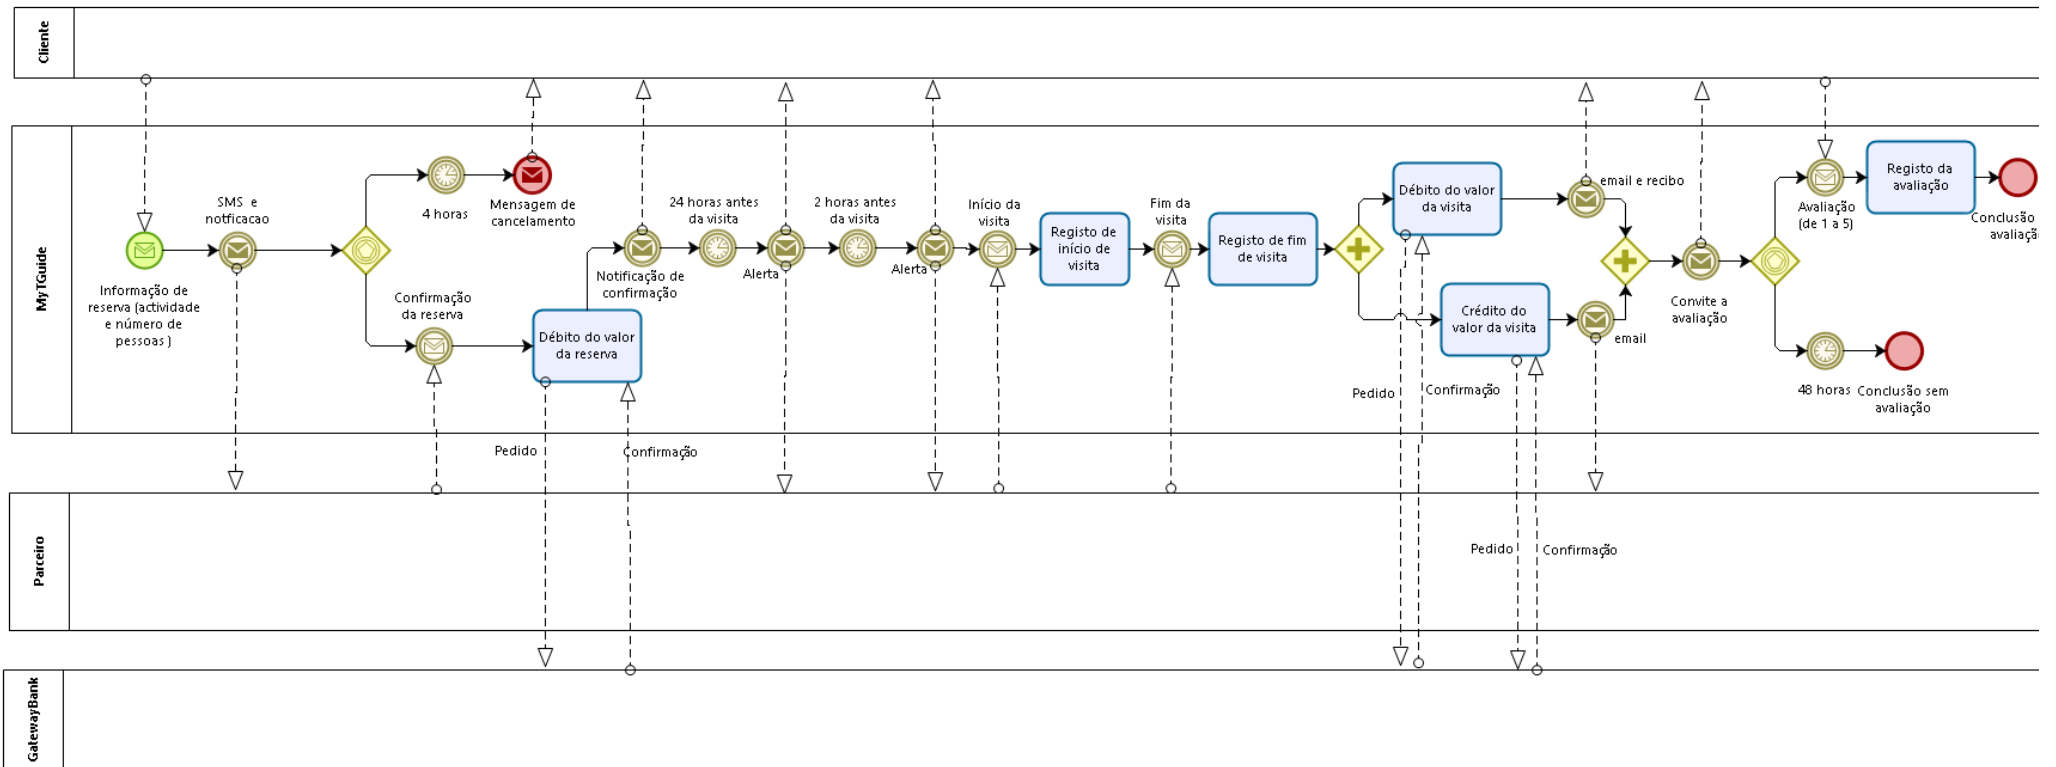 Cliente
MyTGuide
Informação de
reserva (actividade
e número de
pessoas )
SMS e
notficacao
4 horas
Mensagem de
cancelamento
Confirmação
da reserva
Débito do valor
da reserva
Pedido
Confirmação
Notificação de
confirmação
24 horas antes
da visita
Alerta
2 horas antes
da visita
Alerta
Início da
visita
Registo de
início de
visita
Fim da
visita
Registo de fim
de visita
Débito do valor
da visita
email e recibo
Pedido
Confirmação
Crédito do
valor da visita
email
Pedido
Confirmação
Convite a
avaliação
Avaliação
(de 1 a 5)
Registo da
avaliação
Conclusão
avaliaçã
48 horas
Conclusão sem
avaliação
Parceiro
GatewayBank